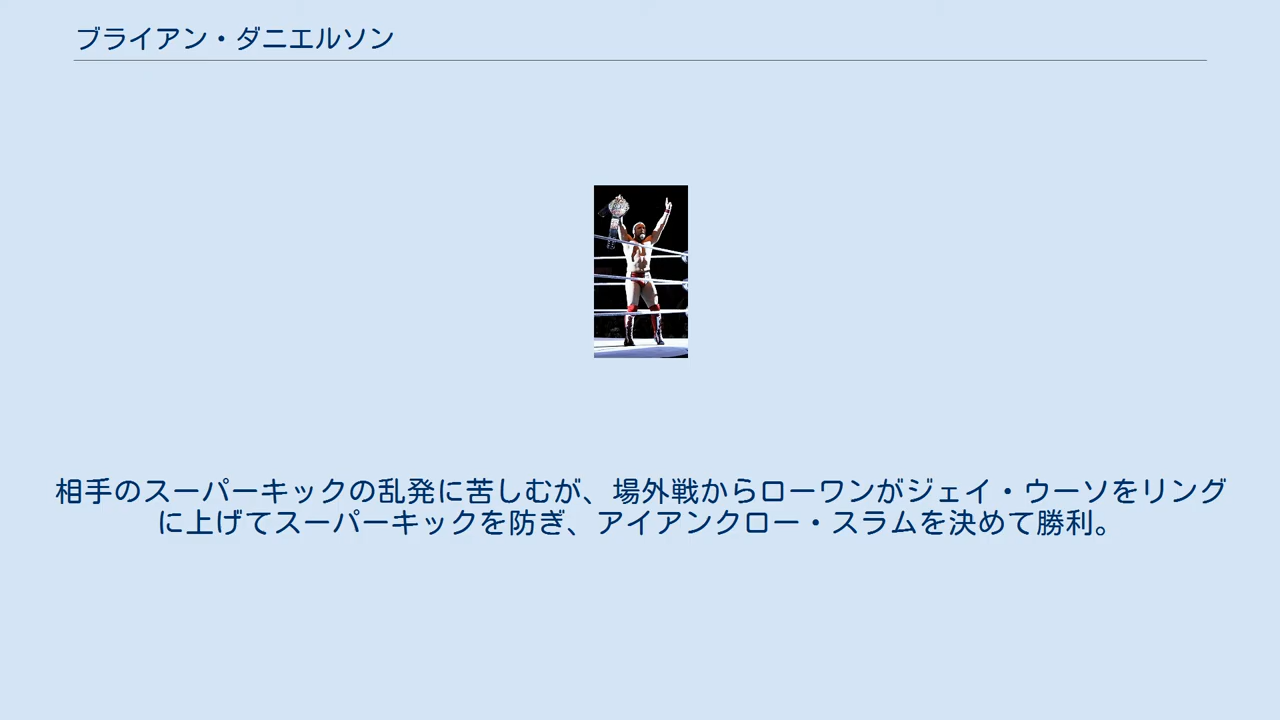 ブライアン・ダニエルソン
相手のスーパーキックの乱発に苦しむが、場外戦からローワンがジェイ・ウーソをリング
に上げてスーパーキックを防ぎ、アイアンクロー・スラムを決めて勝利。